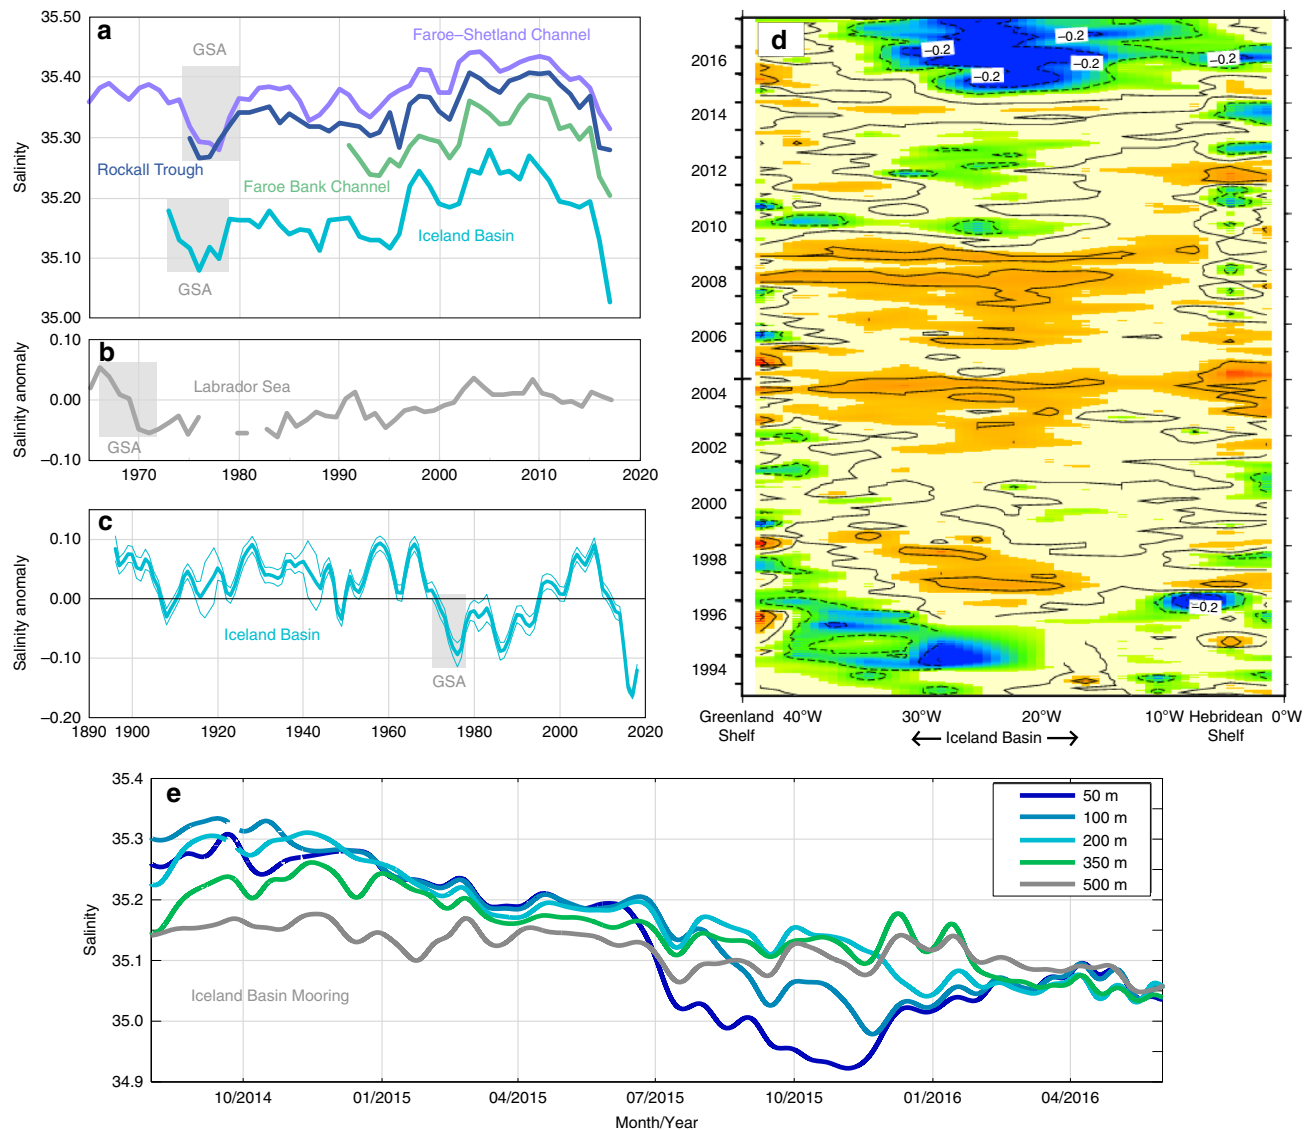 a
35.50
35.40
35.30
35.20
35.10
35.00
Salinity
GSA
Faroe–Shetland Channel
Rockall Trough
Faroe Bank Channel
Iceland Basin
GSA
b
0.10
0.00
−0.10
Salinity anomaly
Labrador Sea
GSA
1970
1980
1990
2000
2010
2020
c
0.10
0.00
−0.10
−0.20
Salinity anomaly
Iceland Basin
GSA
1890
1900
1920
1940
1960
1980
2000
2020
d
2016
2014
2012
2010
2008
2006
2004
2002
2000
1998
1996
1994
−0.2
−0.2
−0.2
−0.2
−0.2
−0.2
Greenland
Shelf
40°W
30°W
20°W
10°W
Hebridean
Shelf
0°W
Iceland Basin
e
35.4
35.3
35.2
35.1
35.0
34.9
Salinity
50 m
100 m
200 m
350 m
500 m
Iceland Basin Mooring
10/2014
01/2015
04/2015
07/2015
10/2015
01/2016
04/2016
Month/Year